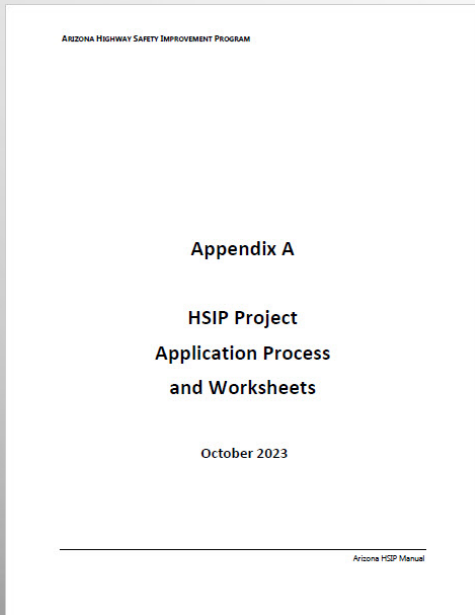 ARIZONA HIGHWAY SAFETY IMPROVEMENT PROGRAM
Appendix A
HSIP Project
Application Process
and Worksheets
October 2023
Arizona HSIP Manual